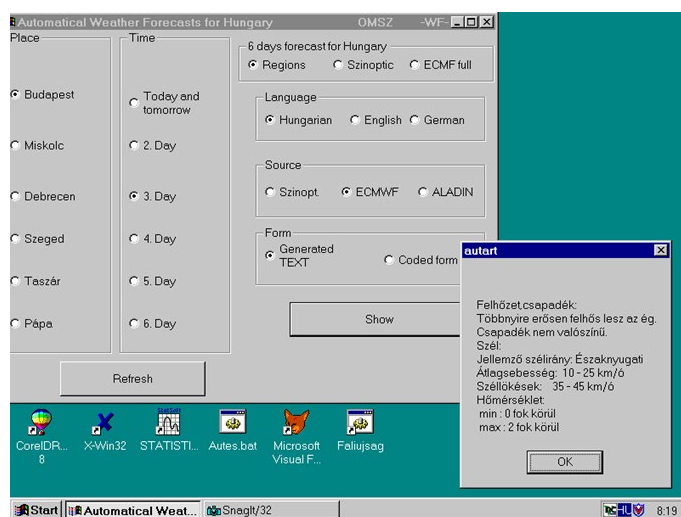 Automatical Weather Forecasts for Hungary OMSZ -WF-
Place
Time
6 days forecast for Hungary
Regions Szinoptic ECMF full
Budapest
Today and
tomorrow
Language
Hungarian English German
Miskolc
2. Day
Source
Szinopt. ECMWF ALADIN
Debrecen
3. Day
Szeged
4. Day
Form
Generated
TEXT
Coded form
Taszár
5. Day
Pápa
6. Day
Show
Refresh
autart
Felhőzet,csapadék:
Többnyire erősen felhős lesz az ég.
Csapadék nem valószínű.
Szél:
Jellemző szélirány: Északnyugati
Átlagsebesség: 10 - 25 km/ó
Széllökések: 35 - 45 km/ó
Hőmérséklet:
min : 0 fok körül
max : 2 fok körül
OK
CorelDR...
8
X-Win32
StatSoft
STATISTI...
Autes.bat
Microsoft
Visual F...
Faliujsag
Start
Automatical Weat...
SnagIt/32
HU
8:19